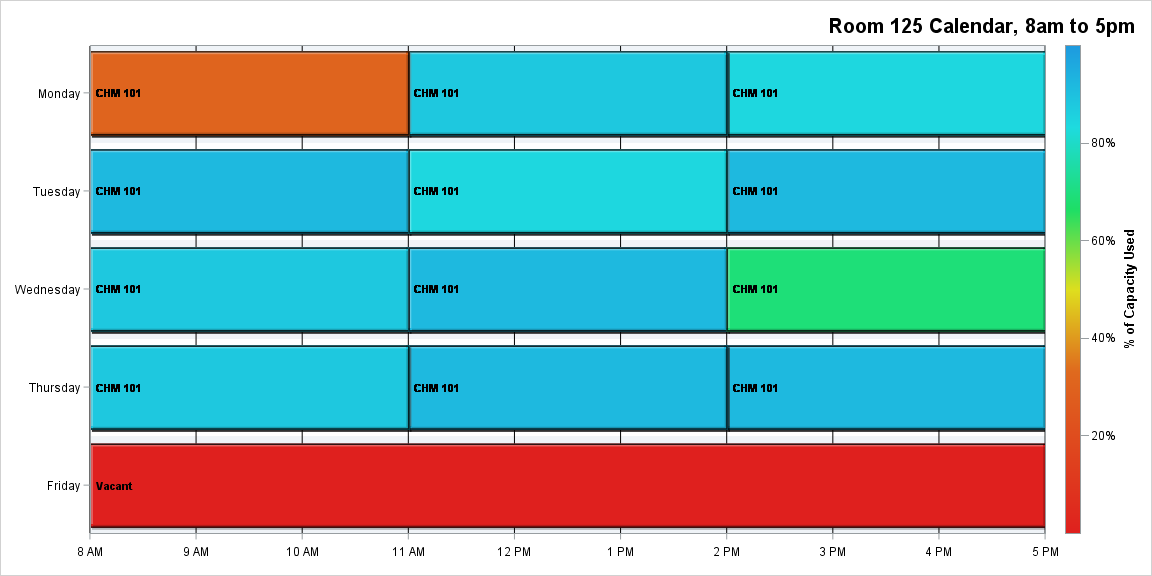 Room 125 Calendar, 8am to 5pm
Monday
CHM 101
CHM 101
CHM 101
80%
Tuesday
CHM 101
CHM 101
CHM 101
60%
Wednesday
CHM 101
CHM 101
CHM 101
% of Capacity Used
40%
Thursday
CHM 101
CHM 101
CHM 101
20%
Friday
Vacant
8 AM
9 AM
10 AM
11 AM
12 PM
1 PM
2 PM
3 PM
4 PM
5 PM